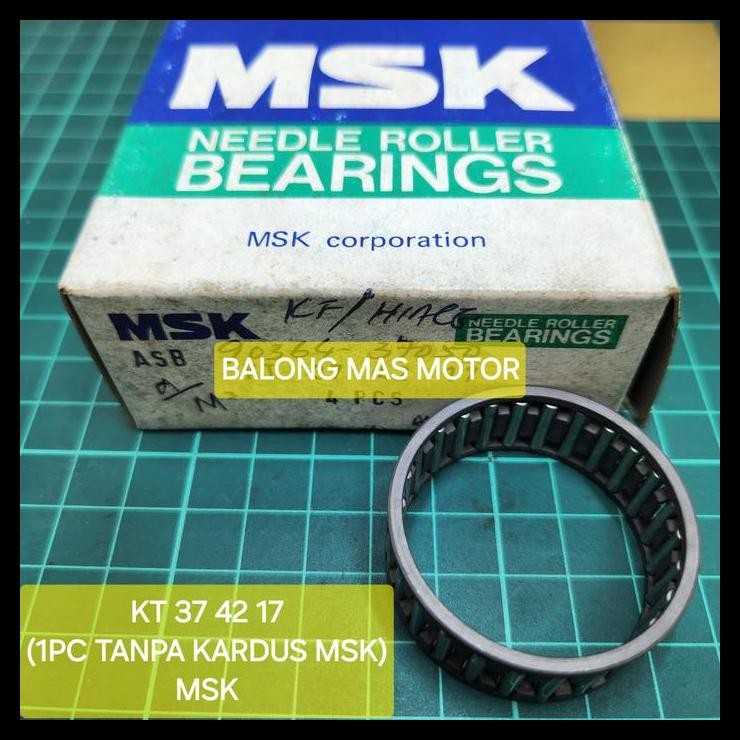 MSK
NEEDLE ROLLER
BEARINGS
MSK corporation
KF/HIACE
MSK
NEEDLE ROLLER
BEARINGS
ASB
BALONG MAS MOTOR
4 PCS
KT 37 42 17
(1PC TANPA KARDUS MSK)
MSK